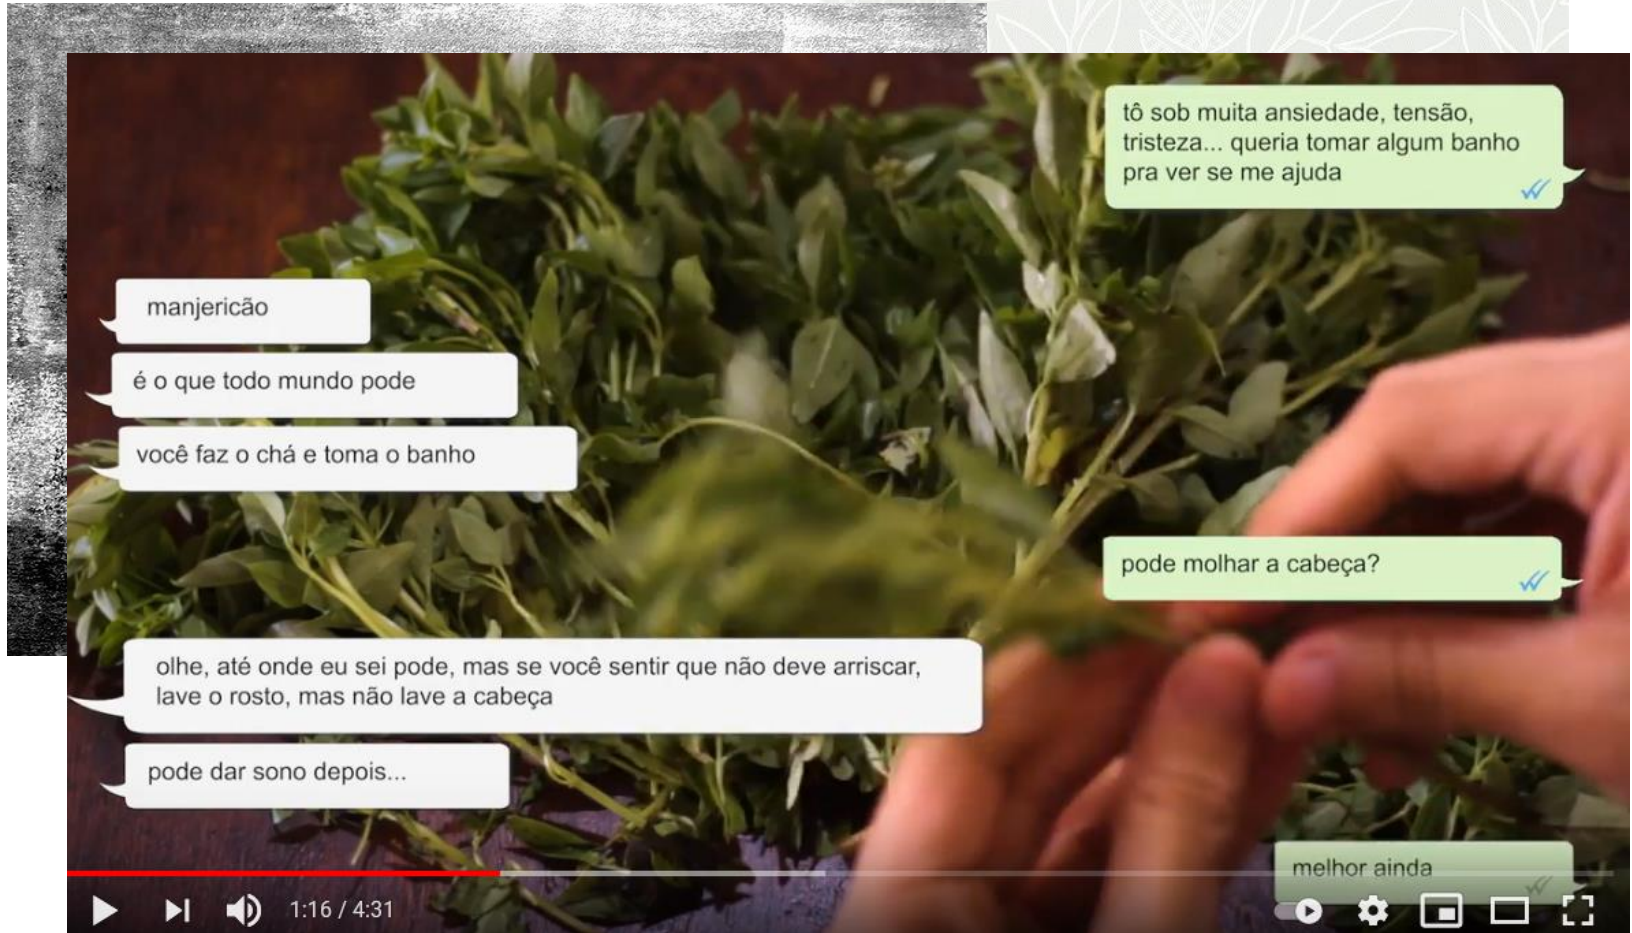 tô sob muita ansiedade, tensão,
tristeza... queria tomar algum banho
pra ver se me ajuda
manjericão
é o que todo mundo pode
você faz o chá e toma o banho
pode molhar a cabeça?
olhe, até onde eu sei pode, mas se você sentir que não deve arriscar,
lave o rosto, mas não lave a cabeça
pode dar sono depois...
melhor ainda
1:16 / 4:31